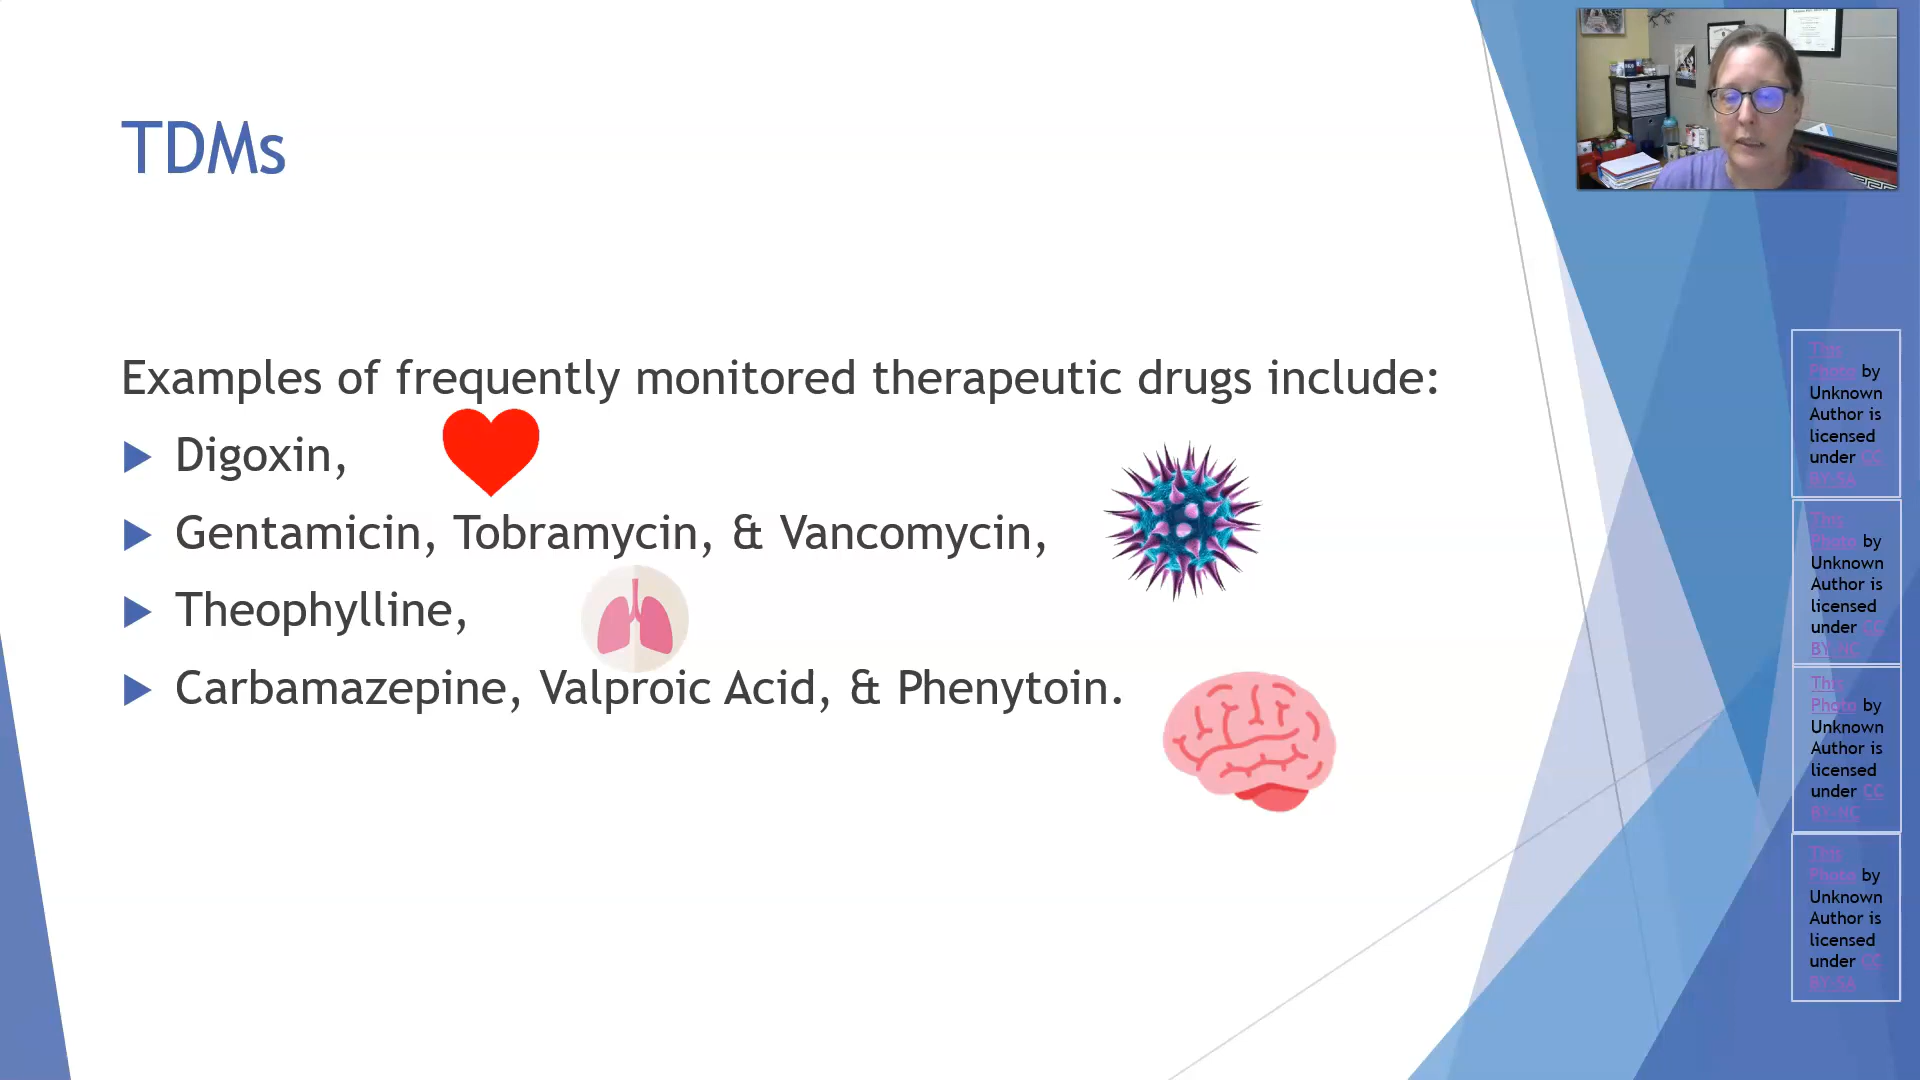 TDMs
Examples of frequently monitored therapeutic drugs include:
Digoxin,
Gentamicin, Tobramycin, & Vancomycin,
Theophylline,
Carbamazepine, Valproic Acid, & Phenytoin.
This
Photo by
Unknown
Author is
licensed
under CC
BY-SA
This
Photo by
Unknown
Author is
licensed
under CC
BY-NC
This
Photo by
Unknown
Author is
licensed
under CC
BY-NC
This
Photo by
Unknown
Author is
licensed
under CC
BY-SA